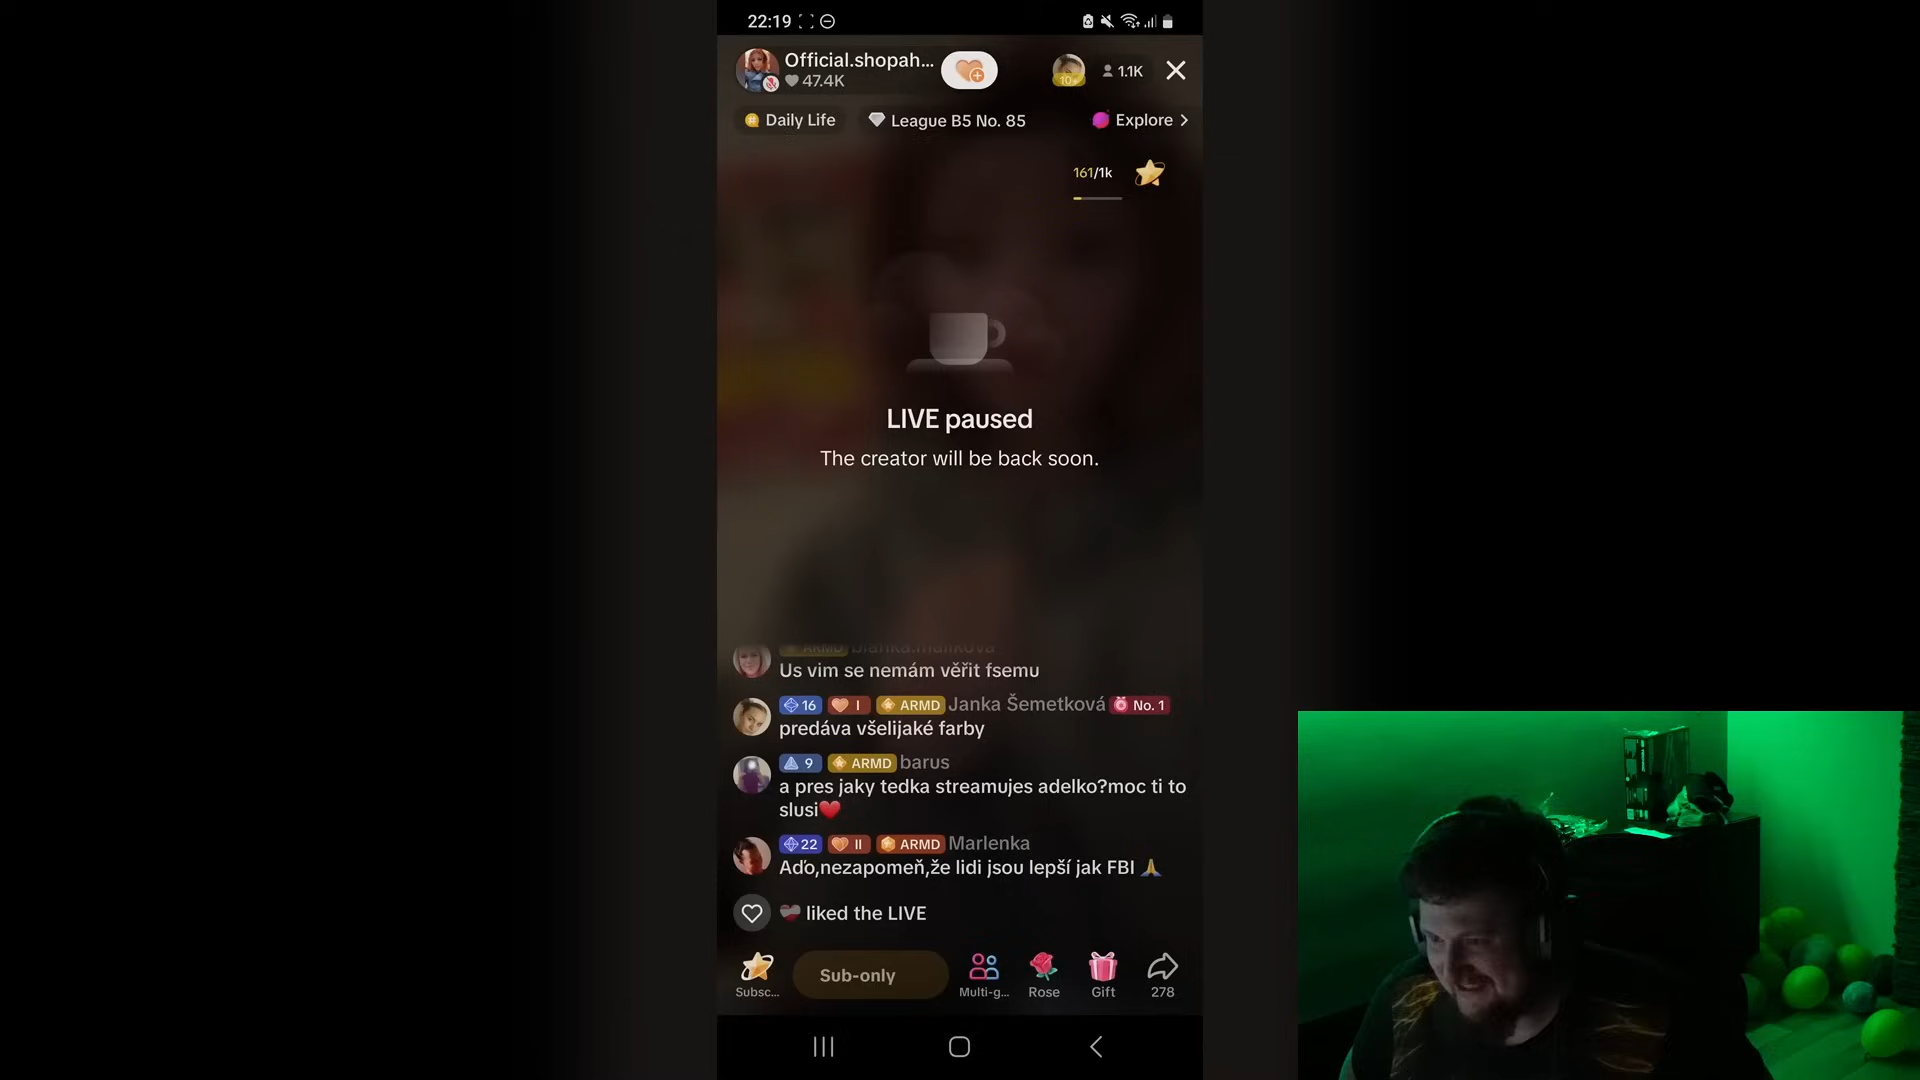 22:19
Official.shopah...
47.4K
10+
1.1K
Daily Life
League B5 No. 85
Explore
161/1k
LIVE paused
The creator will be back soon.
ARMD
Us vim se nemám věřit fsemu
16 I ARMD Janka Šemetková No. 1
predáva všelijaké farby
9 ARMD barus
a pres jaky tedka streamujes adelko?moc ti to
slusi❤️
22 II ARMD Marlenka
Aďo,nezapomeň,že lidi jsou lepší jak FBI 🙏
liked the LIVE
Subsc...
Sub-only
Multi-g...
Rose
Gift
278